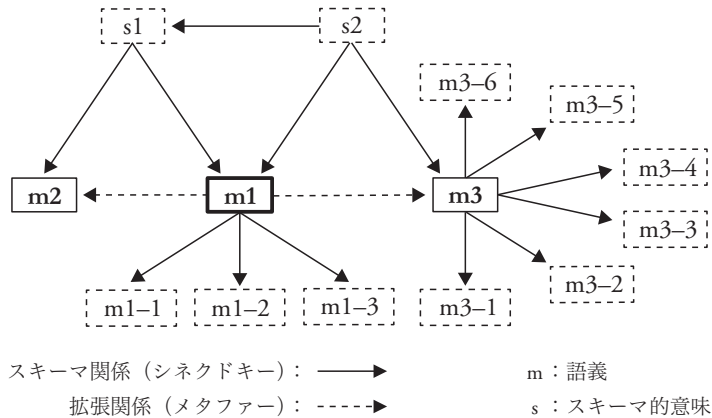 s1
s2
m3–6
m3–5
m3–4
m2
m1
m3
m3–3
m3–2
m1–1
m1–2
m1–3
m3–1
スキーマ関係（シネクドキー）：
m：語義
拡張関係（メタファー）：
s：スキーマ的意味